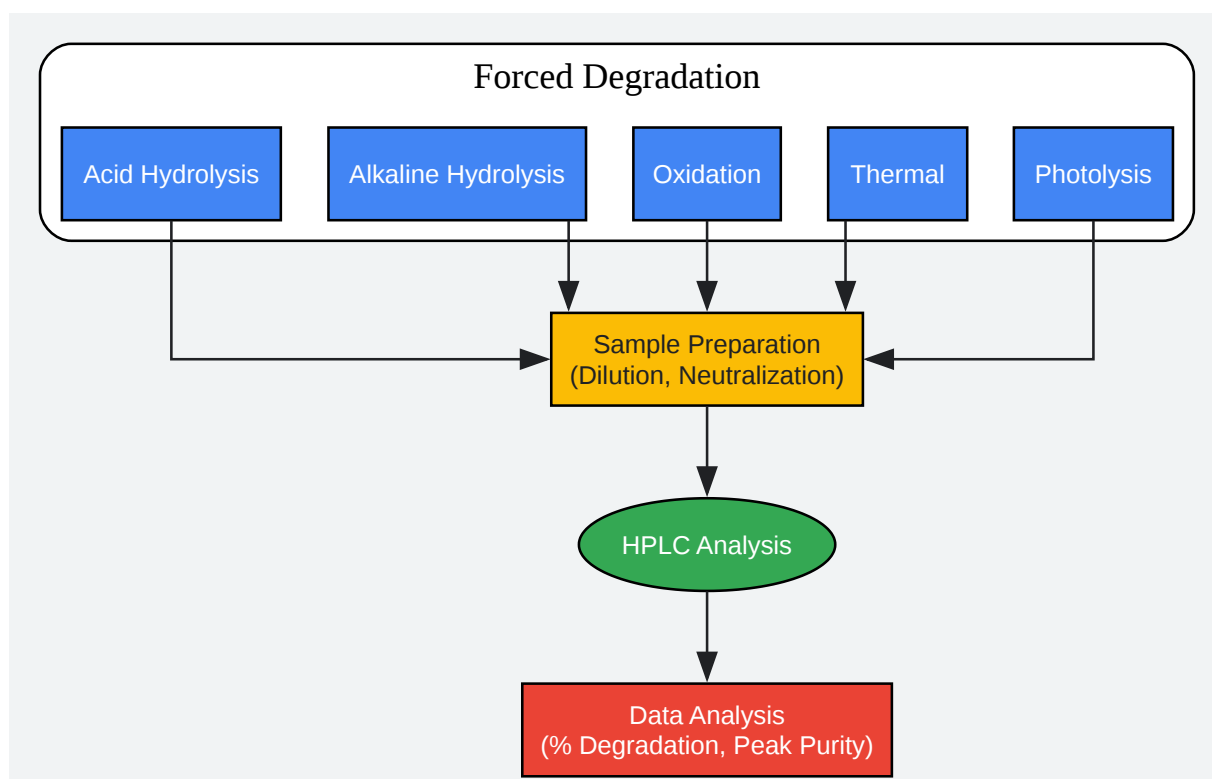 Forced Degradation
Acid Hydrolysis
Alkaline Hydrolysis
Oxidation
Thermal
Photolysis
Sample Preparation
(Dilution, Neutralization)
HPLC Analysis
Data Analysis
(% Degradation, Peak Purity)